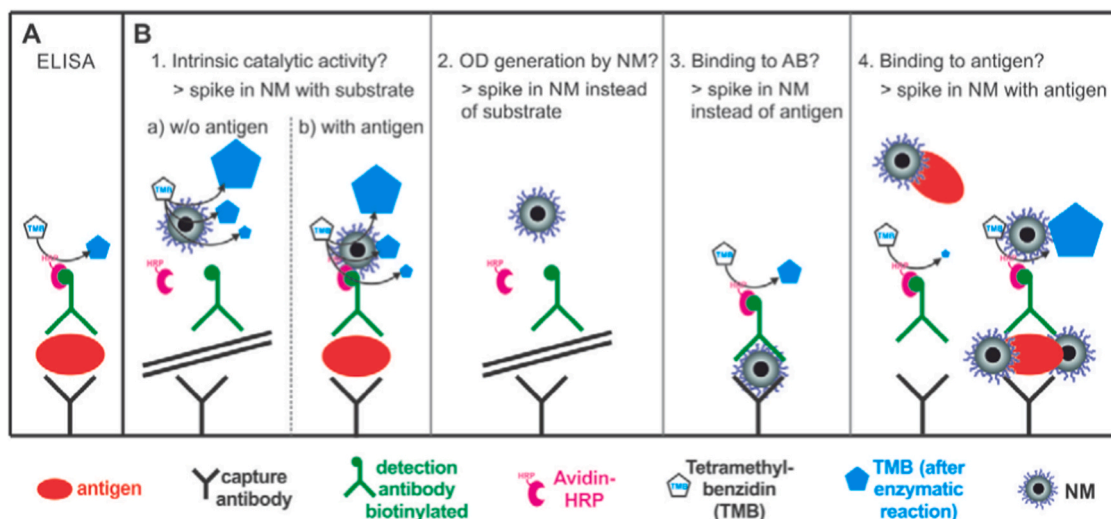 A
ELISA
B
1. Intrinsic catalytic activity?
> spike in NM with substrate
a) w/o antigen
b) with antigen
2. OD generation by NM?
> spike in NM instead
of substrate
3. Binding to AB?
> spike in NM
instead of antigen
4. Binding to antigen?
> spike in NM with antigen
TMB
HRP
TMB
HRP
TMB
HRP
HRP
TMB
HRP
TMB
HRP
TMB
HRP
antigen
capture
antibody
detection
antibody
biotinylated
HRP
Avidin-
HRP
TMB
Tetramethyl-
benzidin
(TMB)
TMB (after
enzymatic
reaction)
NM